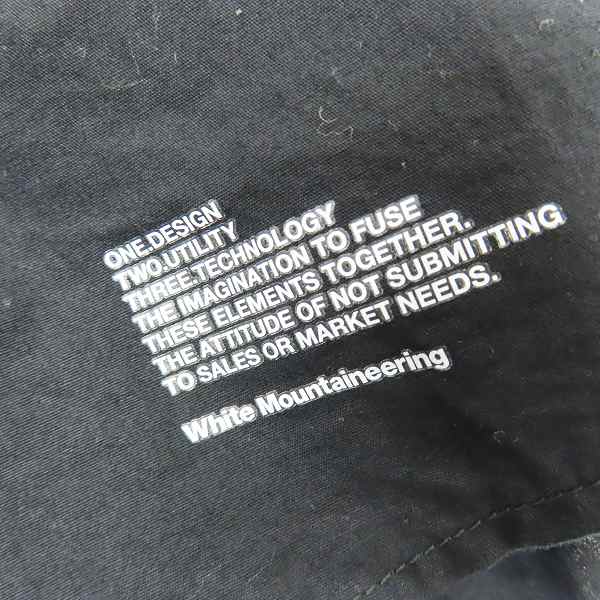 ONE.DESIGN
TWO.UTILITY
THREE.TECHNOLOGY
THE IMAGINATION TO FUSE
THESE ELEMENTS TOGETHER.
THE ATTITUDE OF NOT SUBMITTING
TO SALES OR MARKET NEEDS.
White Mountaineering